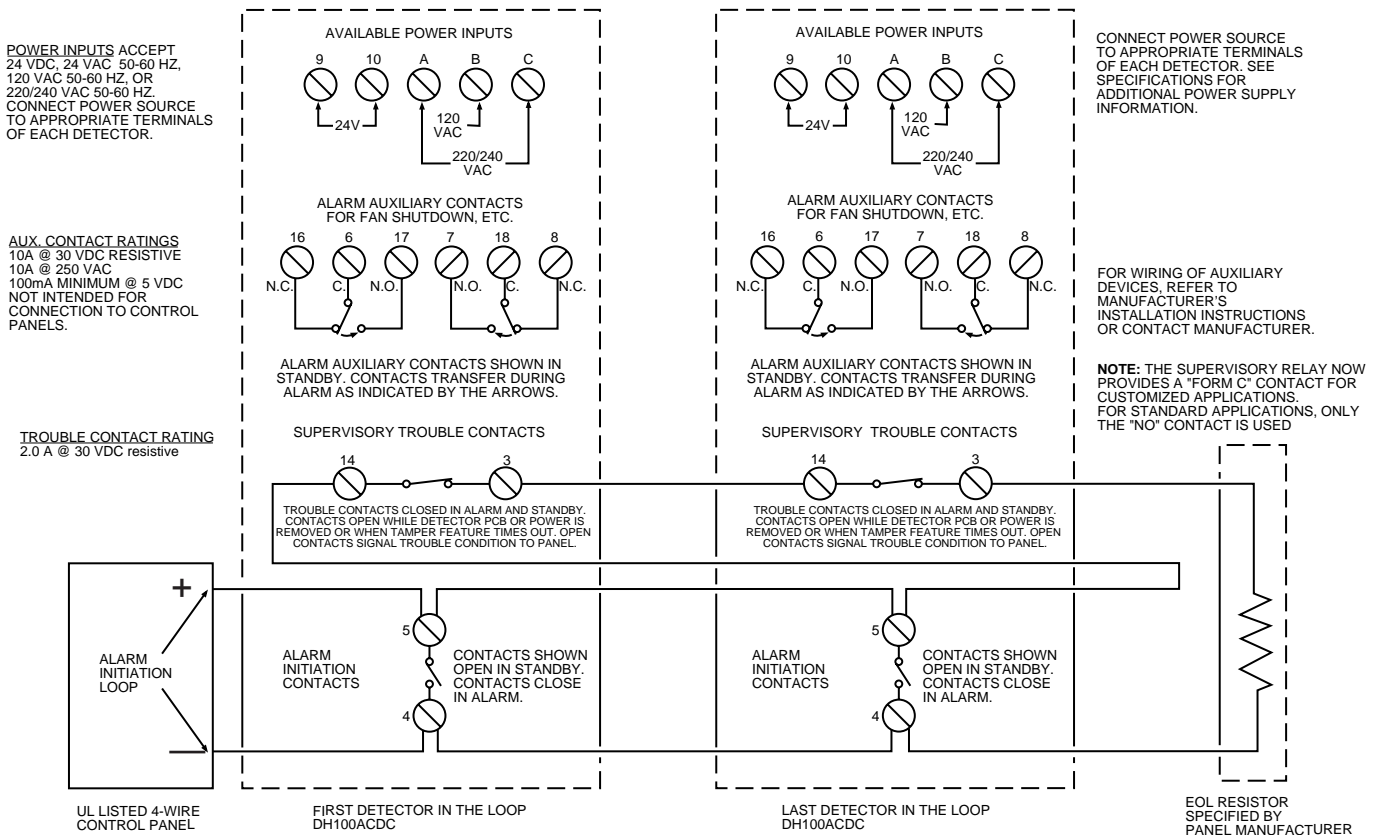 POWER INPUTS ACCEPT
24 VDC, 24 VAC 50-60 HZ,
120 VAC 50-60 HZ, OR
220/240 VAC 50-60 HZ.
CONNECT POWER SOURCE
TO APPROPRIATE TERMINALS
OF EACH DETECTOR.
AUX. CONTACT RATINGS
10A @ 30 VDC RESISTIVE
10A @ 250 VAC
100mA MINIMUM @ 5 VDC
NOT INTENDED FOR
CONNECTION TO CONTROL
PANELS.
TROUBLE CONTACT RATING
2.0 A @ 30 VDC resistive
AVAILABLE POWER INPUTS
9 10 A B C
24V
120
VAC
220/240
VAC
ALARM AUXILIARY CONTACTS
FOR FAN SHUTDOWN, ETC.
16 6 17 7 18 8
N.C. C. N.O. N.O. C. N.C.
ALARM AUXILIARY CONTACTS SHOWN IN
STANDBY. CONTACTS TRANSFER DURING
ALARM AS INDICATED BY THE ARROWS.
SUPERVISORY TROUBLE CONTACTS
14 3
TROUBLE CONTACTS CLOSED IN ALARM AND STANDBY.
CONTACTS OPEN WHILE DETECTOR PCB OR POWER IS
REMOVED OR WHEN TAMPER FEATURE TIMES OUT. OPEN
CONTACTS SIGNAL TROUBLE CONDITION TO PANEL.
AVAILABLE POWER INPUTS
9 10 A B C
24V
120
VAC
220/240
VAC
ALARM AUXILIARY CONTACTS
FOR FAN SHUTDOWN, ETC.
16 6 17 7 18 8
N.C. C. N.O. N.O. C. N.C.
ALARM AUXILIARY CONTACTS SHOWN IN
STANDBY. CONTACTS TRANSFER DURING
ALARM AS INDICATED BY THE ARROWS.
SUPERVISORY TROUBLE CONTACTS
14 3
TROUBLE CONTACTS CLOSED IN ALARM AND STANDBY.
CONTACTS OPEN WHILE DETECTOR PCB OR POWER IS
REMOVED OR WHEN TAMPER FEATURE TIMES OUT. OPEN
CONTACTS SIGNAL TROUBLE CONDITION TO PANEL.
CONNECT POWER SOURCE
TO APPROPRIATE TERMINALS
OF EACH DETECTOR. SEE
SPECIFICATIONS FOR
ADDITIONAL POWER SUPPLY
INFORMATION.
FOR WIRING OF AUXILIARY
DEVICES, REFER TO
MANUFACTURER'S
INSTALLATION INSTRUCTIONS
OR CONTACT MANUFACTURER.
NOTE: THE SUPERVISORY RELAY NOW
PROVIDES A "FORM C" CONTACT FOR
CUSTOMIZED APPLICATIONS.
FOR STANDARD APPLICATIONS, ONLY
THE "NO" CONTACT IS USED
+
ALARM
INITIATION
LOOP
—
UL LISTED 4-WIRE
CONTROL PANEL
5
ALARM
INITIATION
CONTACTS
CONTACTS SHOWN
OPEN IN STANDBY.
CONTACTS CLOSE
IN ALARM.
4
FIRST DETECTOR IN THE LOOP
DH100ACDC
5
ALARM
INITIATION
CONTACTS
CONTACTS SHOWN
OPEN IN STANDBY.
CONTACTS CLOSE
IN ALARM.
4
LAST DETECTOR IN THE LOOP
DH100ACDC
EOL RESISTOR
SPECIFIED BY
PANEL MANUFACTURER